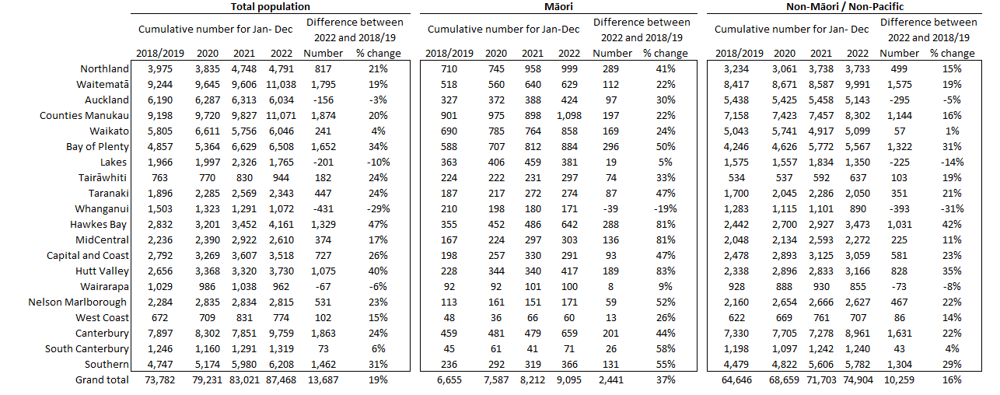 Total population Māori Non-Māori / Non-Pacific
Cumulative number for Jan- Dec Difference between 2022 and 2018/19 Cumulative number for Jan-Dec Difference between 2022 and 2018/19 Cumulative number for Jan- Dec Difference between 2022 and 2018/19
2018/2019 2020 2021 2022 Number % change 2018/2019 2020 2021 2022 Number % change 2018/2019 2020 2021 2022 Number % change
Northland 3,975 3,835 4,748 4,791 817 21% 710 745 958 999 289 41% 3,234 3,061 3,738 3,733 499 15%
Waitematā 9,244 9,645 9,606 11,038 1,795 19% 518 560 640 629 112 22% 8,417 8,671 8,587 9,991 1,575 19%
Auckland 6,190 6,287 6,313 6,034 -156 -3% 327 372 388 424 97 30% 5,438 5,425 5,458 5,143 -295 -5%
Counties Manukau 9,198 9,720 9,827 11,071 1,874 20% 901 975 898 1,098 197 22% 7,158 7,423 7,457 8,302 1,144 16%
Waikato 5,805 6,611 5,756 6,046 241 4% 690 785 764 858 169 24% 5,043 5,741 4,917 5,099 57 1%
Bay of Plenty 4,857 5,364 6,629 6,508 1,652 34% 588 707 812 884 296 50% 4,246 4,626 5,772 5,567 1,322 31%
Lakes 1,966 1,997 2,326 1,765 -201 -10% 363 406 459 381 19 5% 1,575 1,557 1,834 1,350 -225 -14%
Tairāwhiti 763 770 830 944 182 24% 224 222 231 297 74 33% 534 537 592 637 103 19%
Taranaki 1,896 2,285 2,569 2,343 447 24% 187 217 272 274 87 47% 1,700 2,045 2,286 2,050 351 21%
Whanganui 1,503 1,323 1,291 1,072 -431 -29% 210 198 180 171 -39 -19% 1,283 1,115 1,101 890 -393 -31%
Hawkes Bay 2,832 3,201 3,452 4,161 1,329 47% 355 452 486 642 288 81% 2,442 2,700 2,927 3,473 1,031 42%
MidCentral 2,236 2,390 2,922 2,610 374 17% 167 224 297 303 136 81% 2,048 2,134 2,593 2,272 225 11%
Capital and Coast 2,792 3,269 3,607 3,518 727 26% 198 257 330 291 93 47% 2,478 2,893 3,125 3,059 581 23%
Hutt Valley 2,656 3,368 3,320 3,730 1,075 40% 228 344 340 417 189 83% 2,338 2,896 2,833 3,166 828 35%
Wairarapa 1,029 986 1,038 962 -67 -6% 92 92 101 100 8 9% 928 888 930 855 -73 -8%
Nelson Marlborough 2,284 2,835 2,834 2,815 531 23% 113 161 151 171 59 52% 2,160 2,654 2,666 2,627 467 22%
West Coast 672 709 831 774 102 15% 48 36 66 60 13 26% 622 669 761 707 86 14%
Canterbury 7,897 8,302 7,851 9,759 1,863 24% 459 481 479 659 201 44% 7,330 7,705 7,278 8,961 1,631 22%
South Canterbury 1,246 1,160 1,291 1,319 73 6% 45 61 41 71 26 58% 1,198 1,097 1,242 1,240 43 4%
Southern 4,747 5,174 5,980 6,208 1,462 31% 236 292 319 366 131 55% 4,479 4,822 5,606 5,782 1,304 29%
Grand total 73,782 79,231 83,021 87,468 13,687 19% 6,655 7,587 8,212 9,095 2,441 37% 64,646 68,659 71,703 74,904 10,259 16%